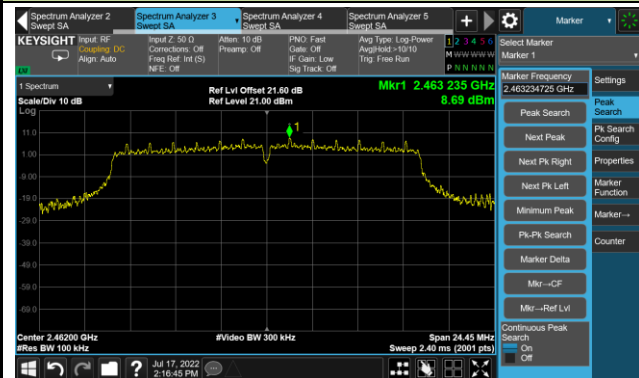 Spectrum Analyzer 2
Swept SA
Spectrum Analyzer 3
Swept SA
Spectrum Analyzer 4
Swept SA
Spectrum Analyzer 5
Swept SA
+
Marker
KEYSIGHT
Input: RF
Coupling: DC
Align: Auto
Input Z: 50 Ω
Corrections: Off
Freq Ref: Int (S)
NFE: Off
Atten: 10 dB
Preamp: Off
PNO: Fast
Gate: Off
IF Gain: Low
Sig Track: Off
Avg Type: Log-Power
Avg|Hold:>10/10
Trig: Free Run
1 2 3 4 5 6
M W W W W W
P N N N N N
Select Marker
Marker 1
1 Spectrum
Scale/Div 10 dB
Log
Ref Lvl Offset 21.60 dB
Ref Level 21.00 dBm
Mkr1 2.463 235 GHz
8.69 dBm
1
11.0
1.00
-9.00
-19.0
-29.0
-39.0
-49.0
-59.0
-69.0
Center 2.46200 GHz
#Res BW 100 kHz
#Video BW 300 kHz
Span 24.45 MHz
Sweep 2.40 ms (2001 pts)
Marker Frequency
2.463234725 GHz
Peak Search
Next Peak
Next Pk Right
Next Pk Left
Minimum Peak
Pk-Pk Search
Marker Delta
Mkr→CF
Mkr→Ref Lvl
Continuous Peak
Search
On
Off
Settings
Peak
Search
Pk Search
Config
Properties
Marker
Function
Marker→
Counter
?
Jul 17, 2022
2:16:45 PM